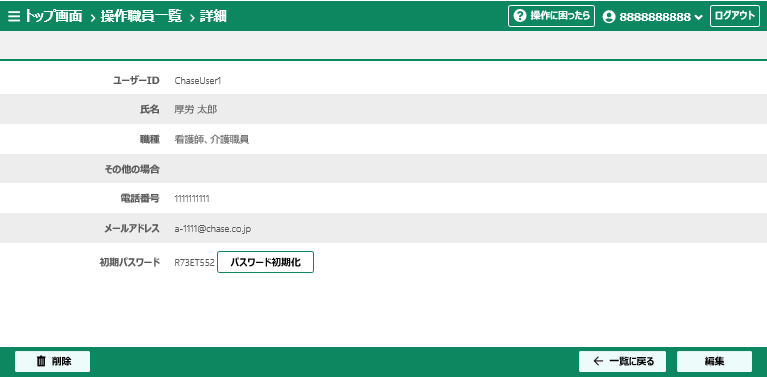 トップ画面 > 操作職員一覧 > 詳細 操作に困ったら 8888888888 ログアウト
ユーザーID ChaseUser1
氏名 厚労 太郎
職種 看護師、介護職員
その他の場合
電話番号 1111111111
メールアドレス a-1111@chase.co.jp
初期パスワード R73ET552 パスワード初期化
削除 ← 一覧に戻る 編集